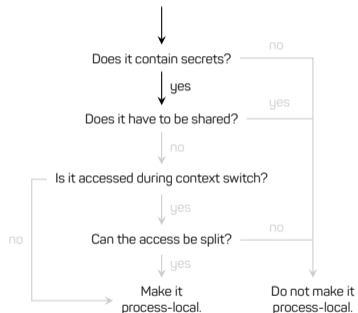 no
Does it contain secrets?
yes
yes
Does it have to be shared?
no
Is it accessed during context switch?
yes
no
no
Can the access be split?
yes
Make it
process-local.
Do not make it
process-local.